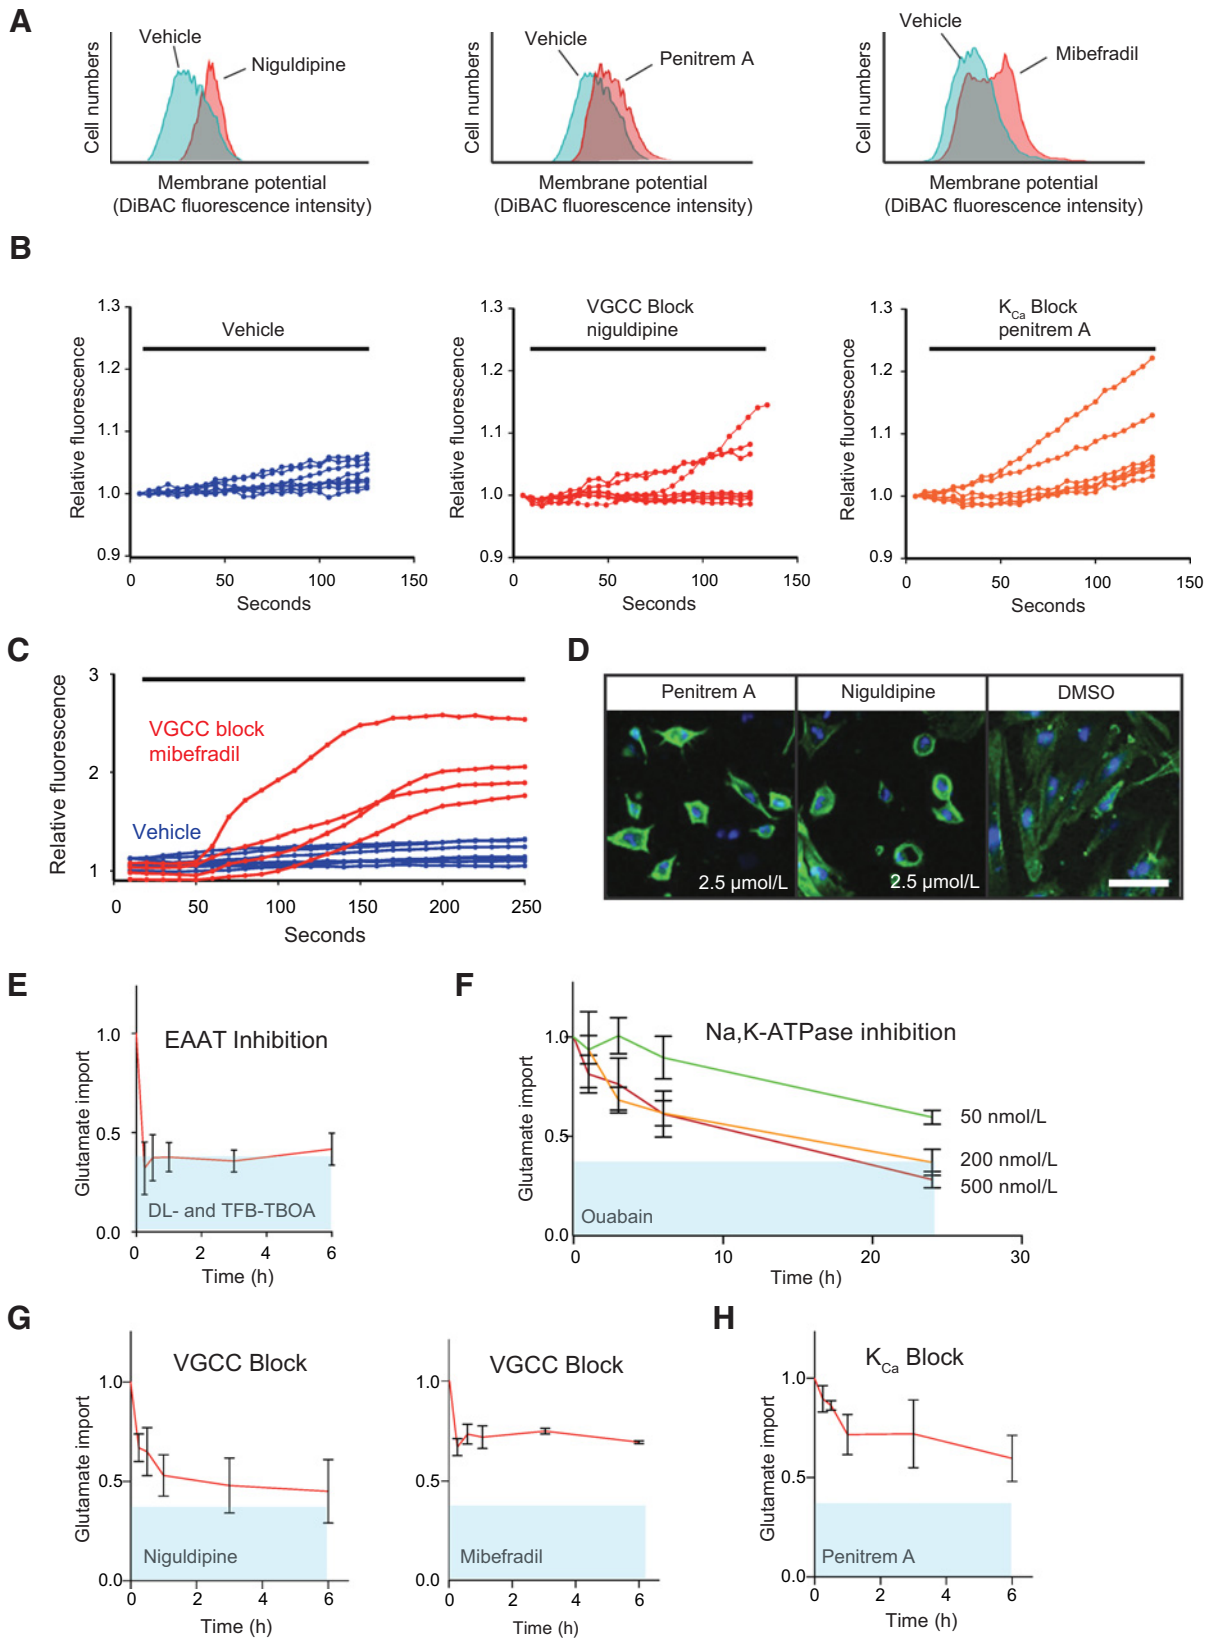 A
Vehicle
Niguldipine
Cell numbers
Membrane potential
(DiBAC fluorescence intensity)
Vehicle
Penitrem A
Cell numbers
Membrane potential
(DiBAC fluorescence intensity)
Vehicle
Mibefradil
Cell numbers
Membrane potential
(DiBAC fluorescence intensity)
B
Vehicle
Relative fluorescence
1.3
1.2
1.1
1.0
0.9
0
50
100
150
Seconds
VGCC Block
niguldipine
Relative fluorescence
1.3
1.2
1.1
1.0
0.9
0
50
100
150
Seconds
KCa Block
penitrem A
Relative fluorescence
1.3
1.2
1.1
1.0
0.9
0
50
100
150
Seconds
C
Relative fluorescence
3
2
1
VGCC block
mibefradil
Vehicle
0
50
100
150
200
250
Seconds
D
Penitrem A
Niguldipine
DMSO
2.5 μmol/L
2.5 μmol/L
E
EAAT Inhibition
Glutamate import
1.0
0.5
0.0
DL- and TFB-TBOA
0
2
4
6
Time (h)
F
Na,K-ATPase inhibition
Glutamate import
1.0
0.5
0.0
50 nmol/L
200 nmol/L
500 nmol/L
Ouabain
0
10
20
30
Time (h)
G
VGCC Block
Glutamate import
1.0
0.5
0.0
Niguldipine
0
2
4
6
Time (h)
VGCC Block
1.0
0.5
0.0
Mibefradil
0
2
4
6
Time (h)
H
KCa Block
Glutamate import
1.0
0.5
0.0
Penitrem A
0
2
4
6
Time (h)